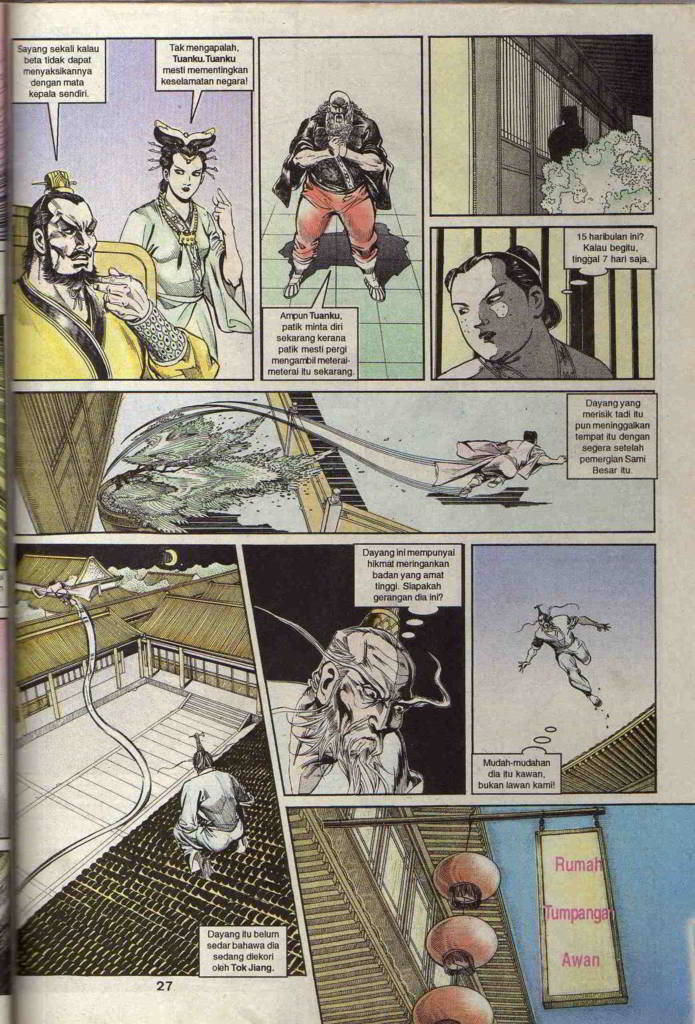 Sayang sekali kalau
beta tidak dapat
menyaksikannya
dengan mata
kepala sendiri.
Tak mengapalah,
Tuanku.Tuanku
mesti mementingkan
keselamatan negara!
Ampun Tuanku,
patik minta diri
sekarang kerana
patik mesti pergi
mengambil meterai-
meterai itu sekarang.
15 haribulan ini?
Kalau begitu,
tinggal 7 hari saja.
Dayang yang
merisik tadi itu
pun meninggalkan
tempat itu dengan
segera setelah
pemergian Sami
Besar itu.
Dayang itu belum
sedar bahawa dia
sedang diekori
oleh Tok Jiang.
Dayang ini mempunyai
hikmat meringankan
badan yang amat
tinggi. Siapakah
gerangan dia ini?
Mudah-mudahan
dia itu kawan,
bukan lawan kami!
Rumah
Tumpangan
Awan
27